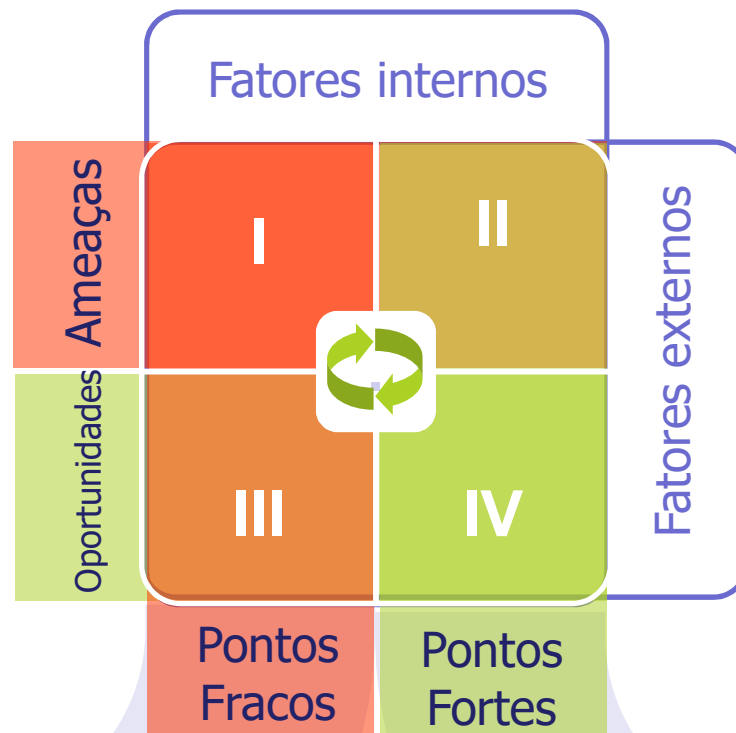 Fatores internos
Ameaças
I
II
Fatores externos
Oportunidades
III
IV
Pontos
Fracos
Pontos
Fortes